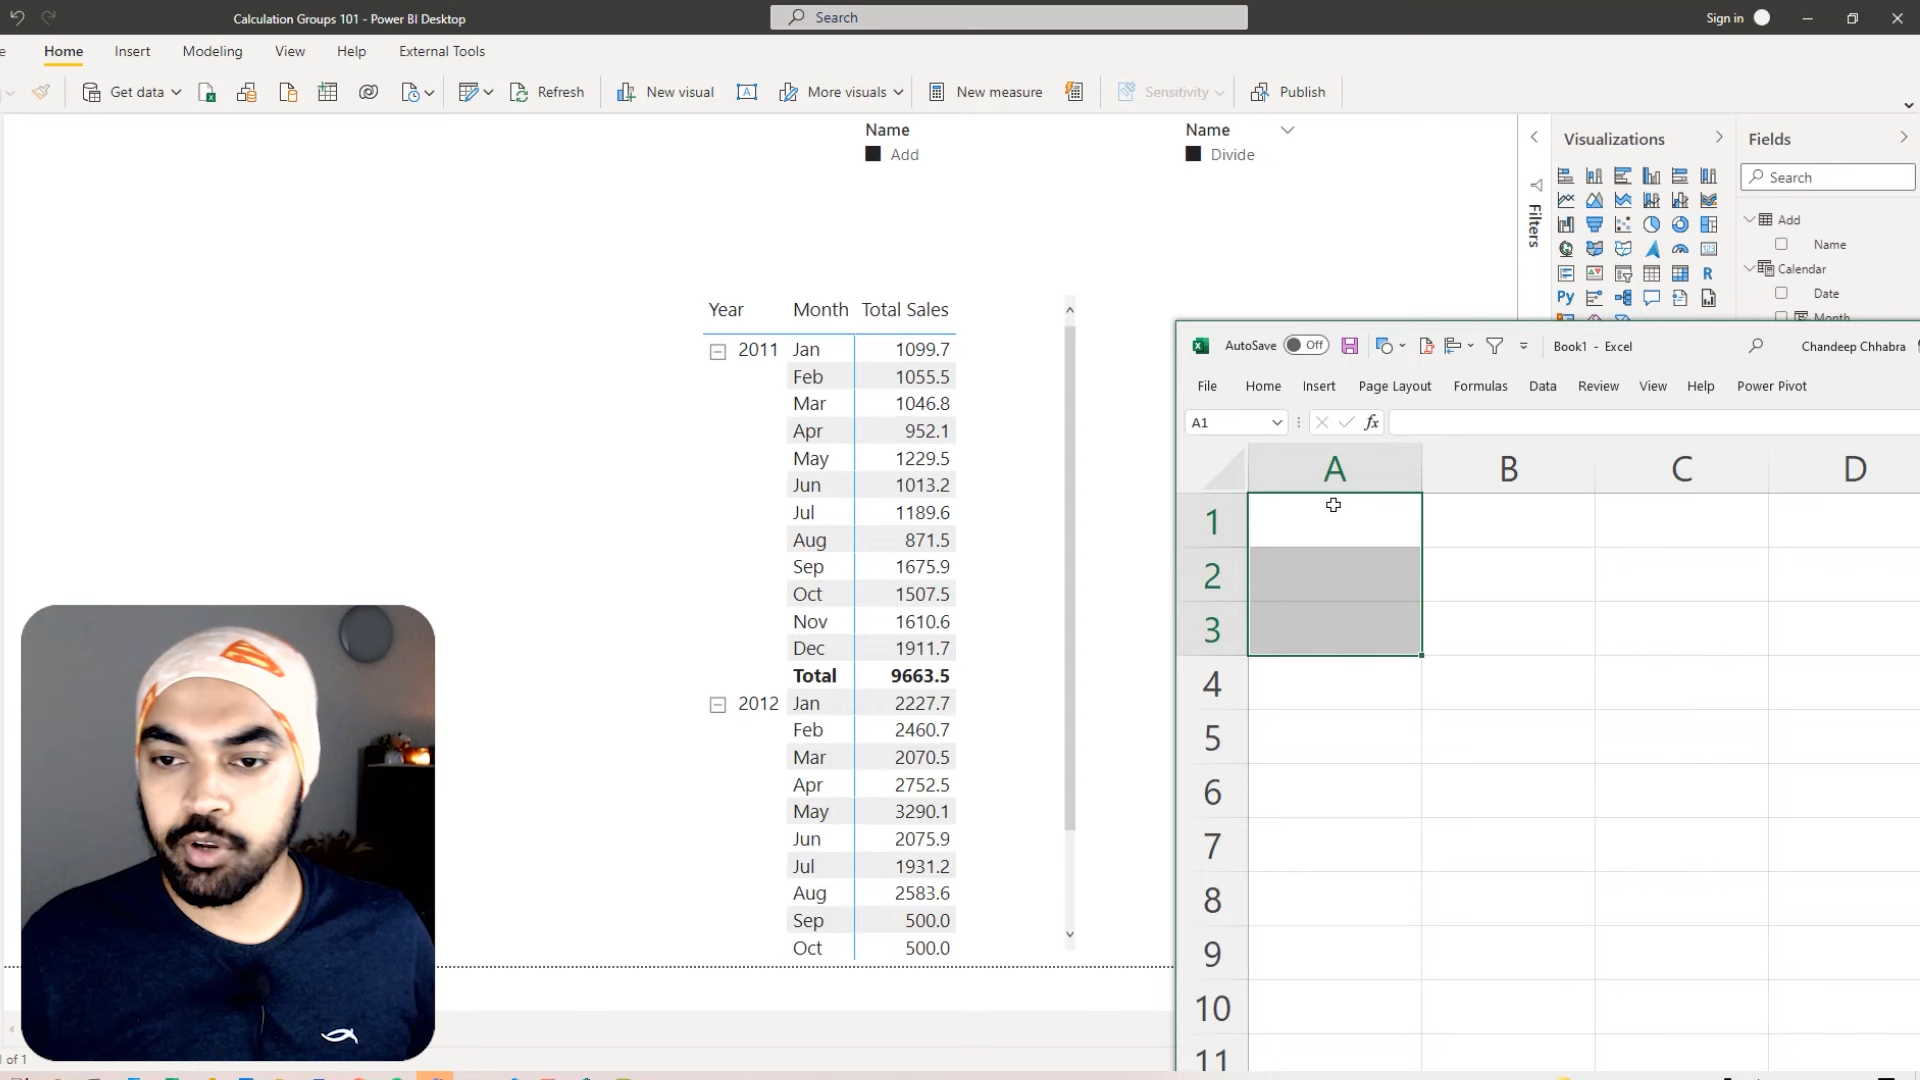 Calculation Groups 101 - Power BI Desktop
Search
Sign in
Home
Insert
Modeling
View
Help
External Tools
Get data
Refresh
New visual
More visuals
New measure
Sensitivity
Publish
Name
Add
Name
Divide
Filters
Visualizations
Fields
Search
Add
Name
Calendar
Date
Month
R
Py
123
Year Month Total Sales
2011 Jan 1099.7
Feb 1055.5
Mar 1046.8
Apr 952.1
May 1229.5
Jun 1013.2
Jul 1189.6
Aug 871.5
Sep 1675.9
Oct 1507.5
Nov 1610.6
Dec 1911.7
Total 9663.5
2012 Jan 2227.7
Feb 2460.7
Mar 2070.5
Apr 2752.5
May 3290.1
Jun 2075.9
Jul 1931.2
Aug 2583.6
Sep 500.0
Oct 500.0
AutoSave Off
Book1 - Excel
Chandeep Chhabra
File Home Insert Page Layout Formulas Data Review View Help Power Pivot
A1
fx
A B C D
1
2
3
4
5
6
7
8
9
10
11
of 1